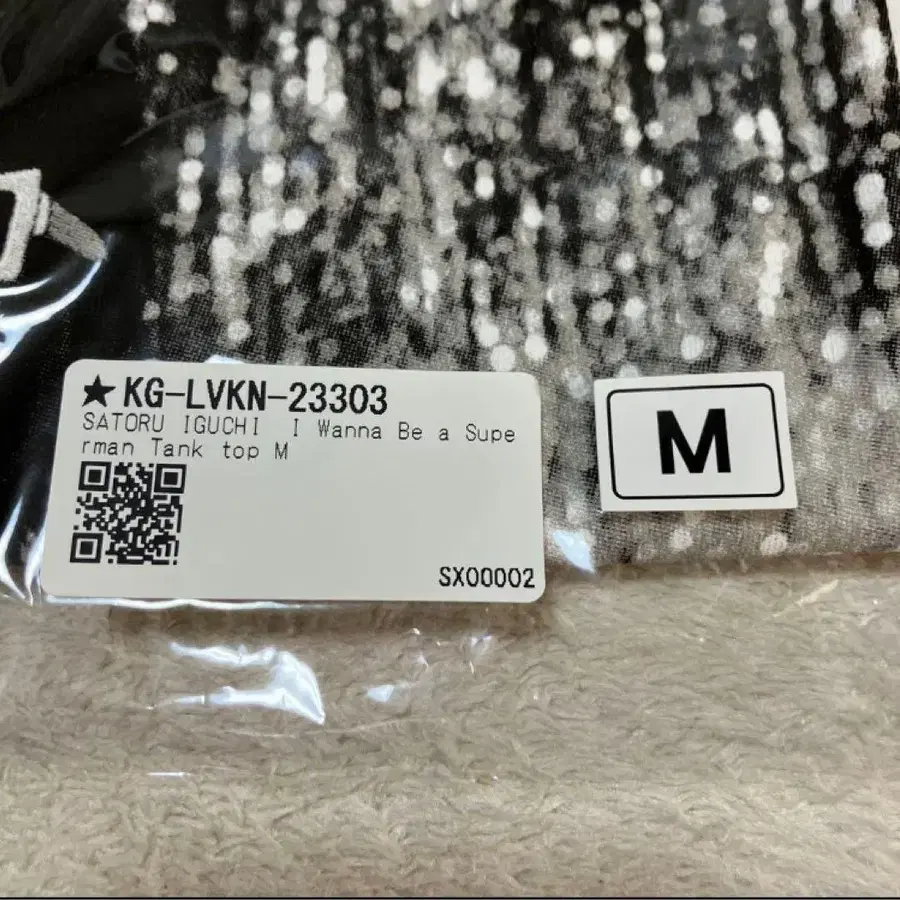 ★KG-LVKN-23303
SATORU IGUCHI  I Wanna Be a Supe
rman Tank top M
SX00002
M